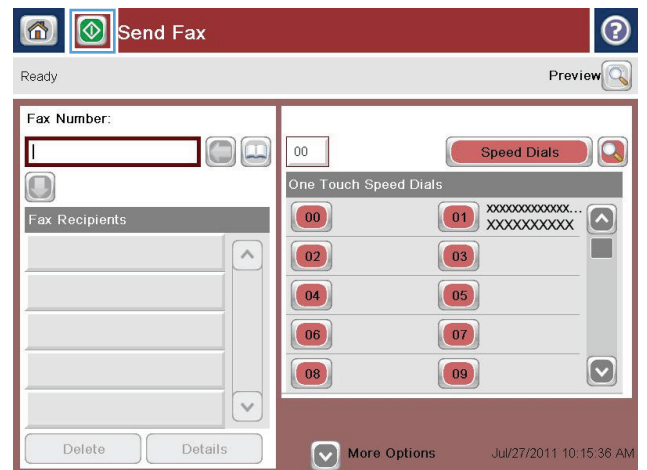 Send Fax
Ready
Preview
Fax Number:
00
Speed Dials
One Touch Speed Dials
Fax Recipients
00
01
xxxxxxxxxxxxx...
XXXXXXXXXX
02
03
04
05
06
07
08
09
Delete
Details
More Options
Jul/27/2011 10:15:36 AM